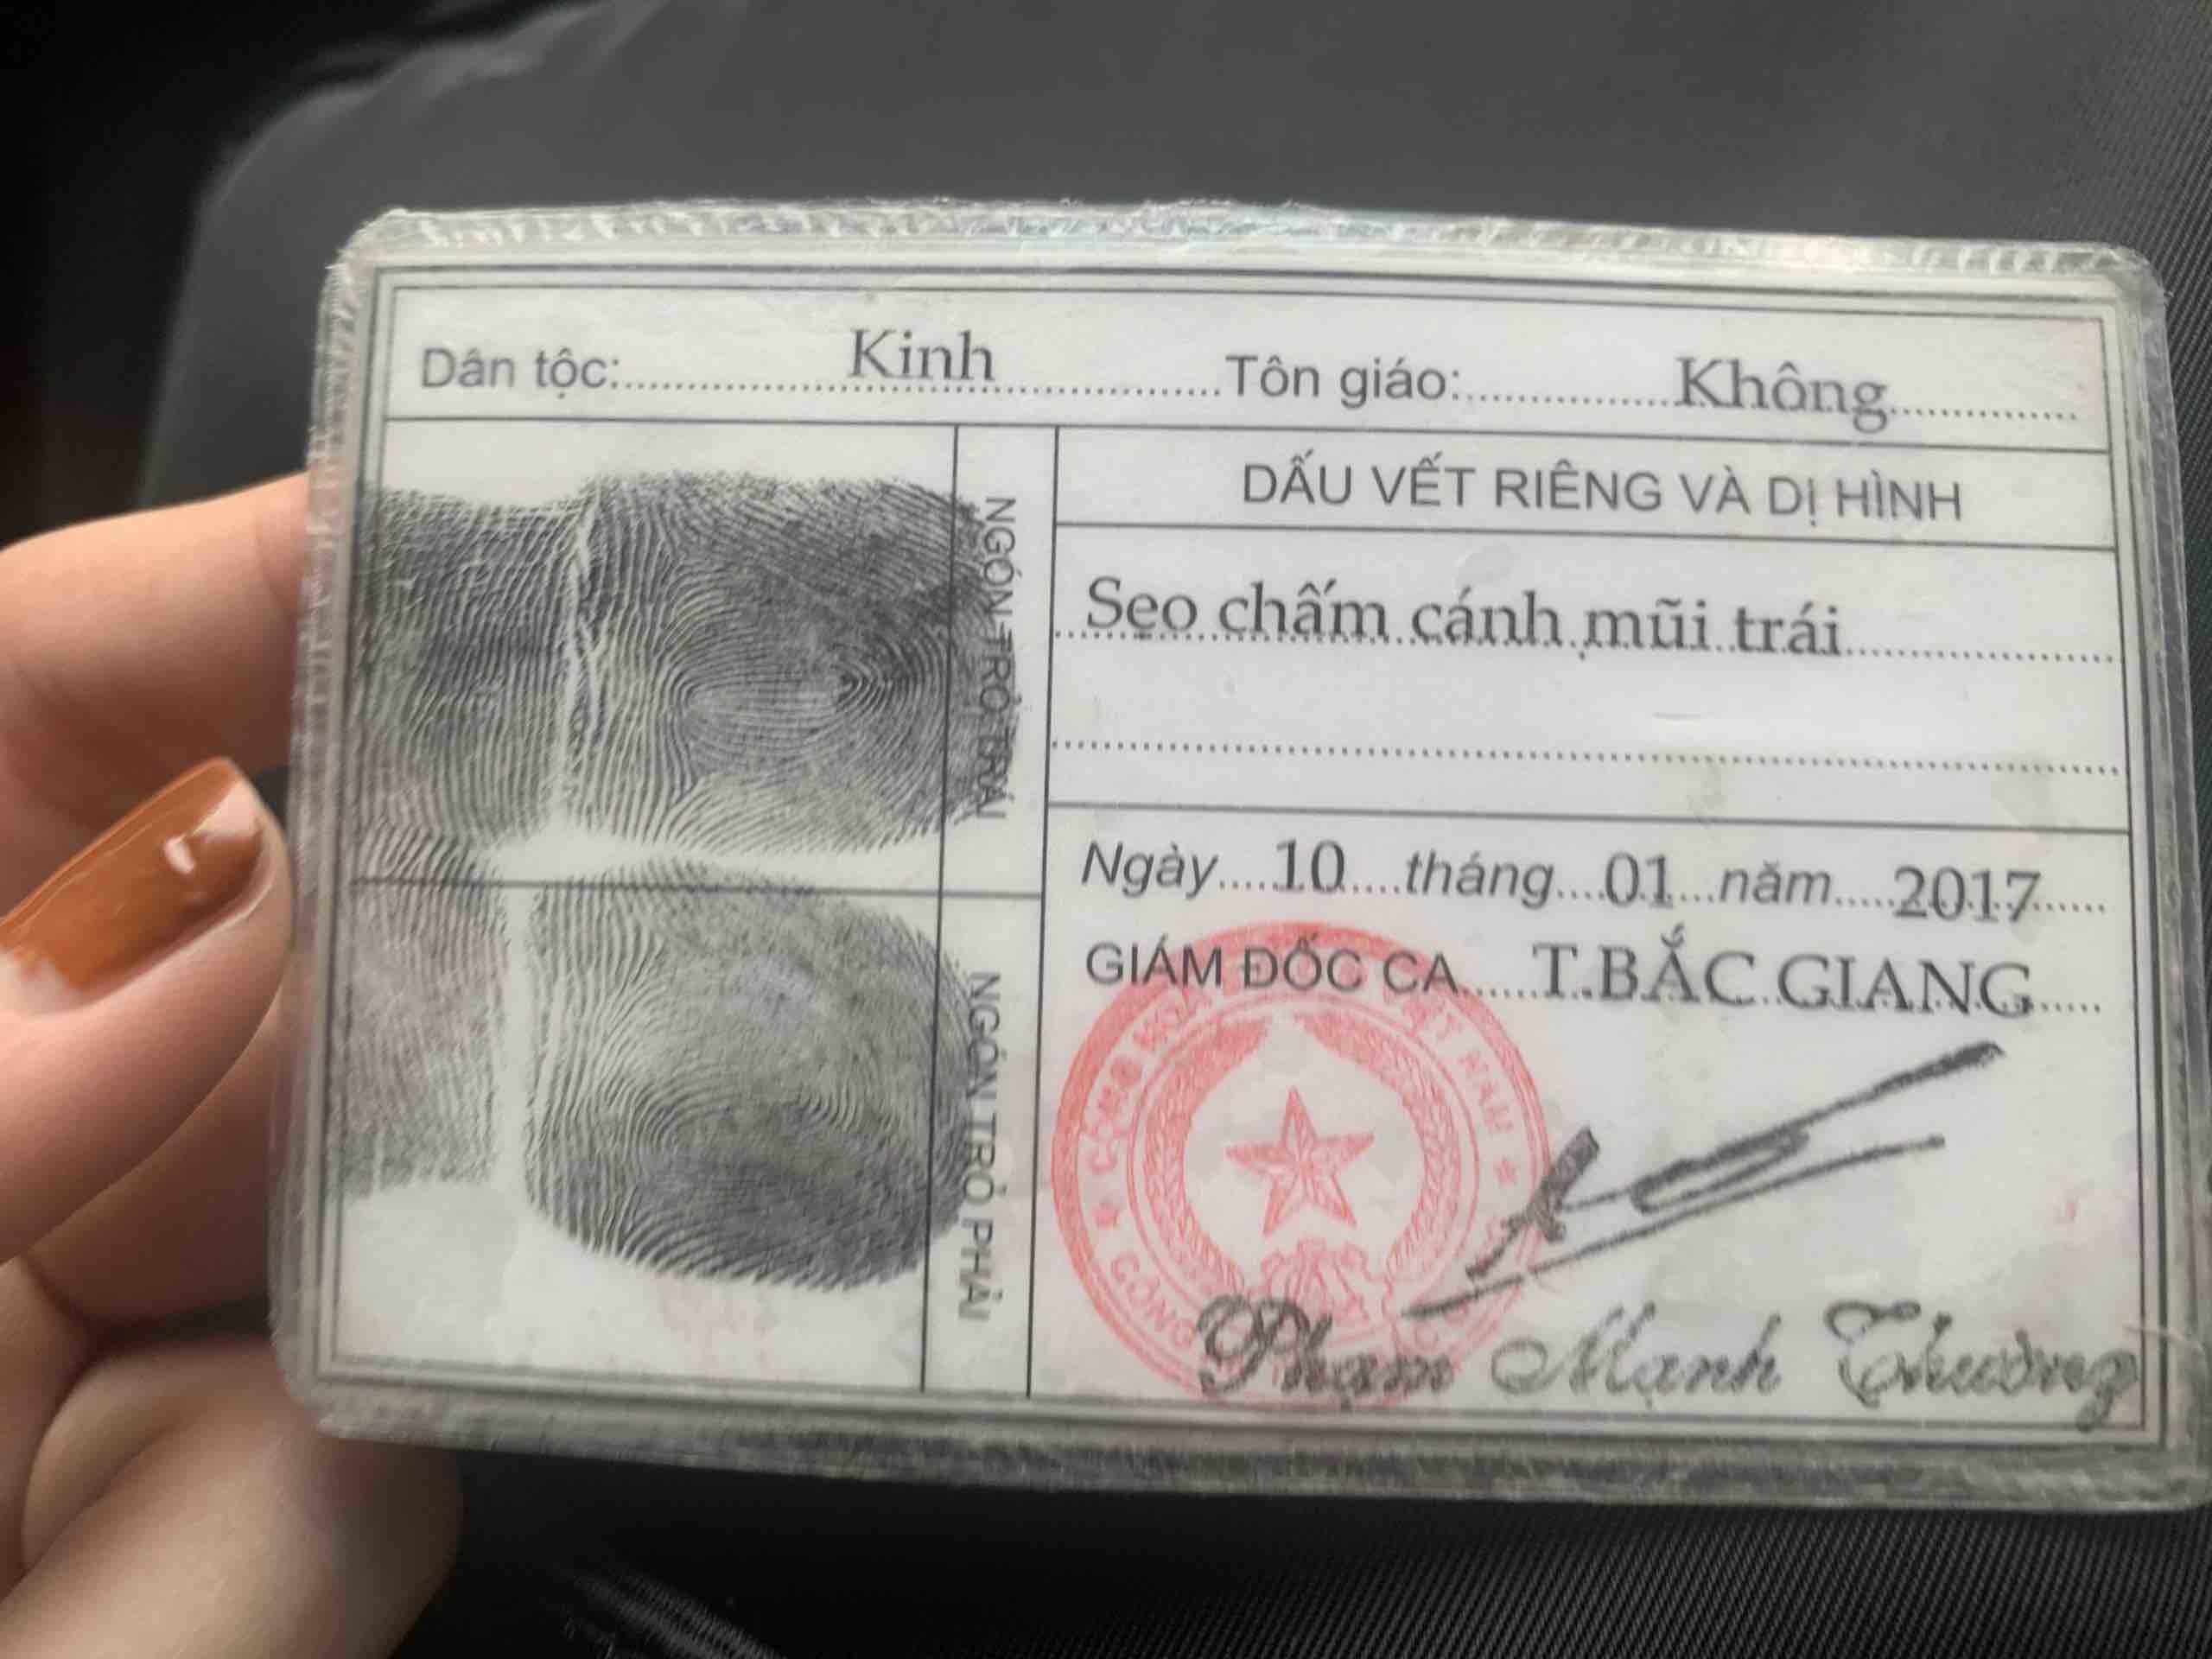 Dân tộc: Kinh Tôn giáo: Không
NGÓN TRỎ TRÁI
DẤU VẾT RIÊNG VÀ DỊ HÌNH
Sẹo chấm cánh mũi trái
Ngày 10 tháng 01 năm 2017
GIÁM ĐỐC CA T.BẮC GIANG
NGÓN TRỎ PHẢI
Phạm Mạnh Thường